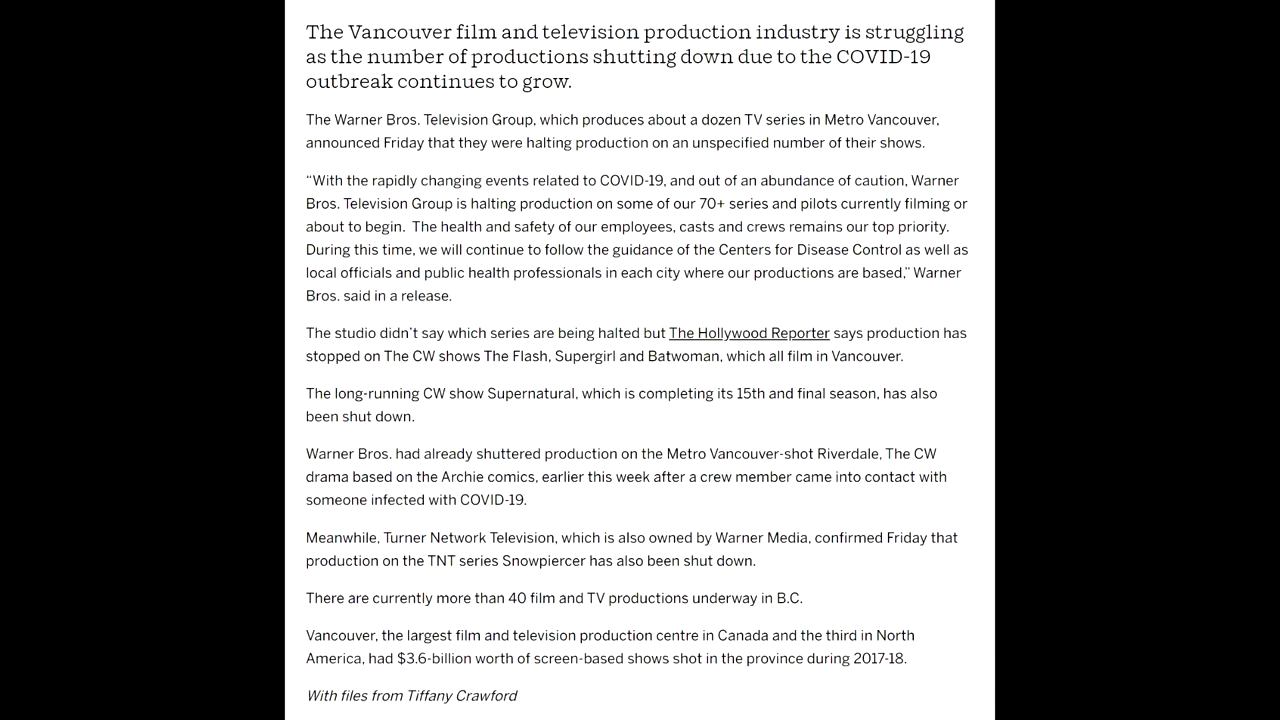 The Vancouver film and television production industry is struggling
as the number of productions shutting down due to the COVID-19
outbreak continues to grow.
The Warner Bros. Television Group, which produces about a dozen TV series in Metro Vancouver,
announced Friday that they were halting production on an unspecified number of their shows.
“With the rapidly changing events related to COVID-19, and out of an abundance of caution, Warner
Bros. Television Group is halting production on some of our 70+ series and pilots currently filming or
about to begin.  The health and safety of our employees, casts and crews remains our top priority.
During this time, we will continue to follow the guidance of the Centers for Disease Control as well as
local officials and public health professionals in each city where our productions are based,” Warner
Bros. said in a release.
The studio didn’t say which series are being halted but The Hollywood Reporter says production has
stopped on The CW shows The Flash, Supergirl and Batwoman, which all film in Vancouver.
The long-running CW show Supernatural, which is completing its 15th and final season, has also
been shut down.
Warner Bros. had already shuttered production on the Metro Vancouver-shot Riverdale, The CW
drama based on the Archie comics, earlier this week after a crew member came into contact with
someone infected with COVID-19.
Meanwhile, Turner Network Television, which is also owned by Warner Media, confirmed Friday that
production on the TNT series Snowpiercer has also been shut down.
There are currently more than 40 film and TV productions underway in B.C.
Vancouver, the largest film and television production centre in Canada and the third in North
America, had $3.6-billion worth of screen-based shows shot in the province during 2017-18.
With files from Tiffany Crawford